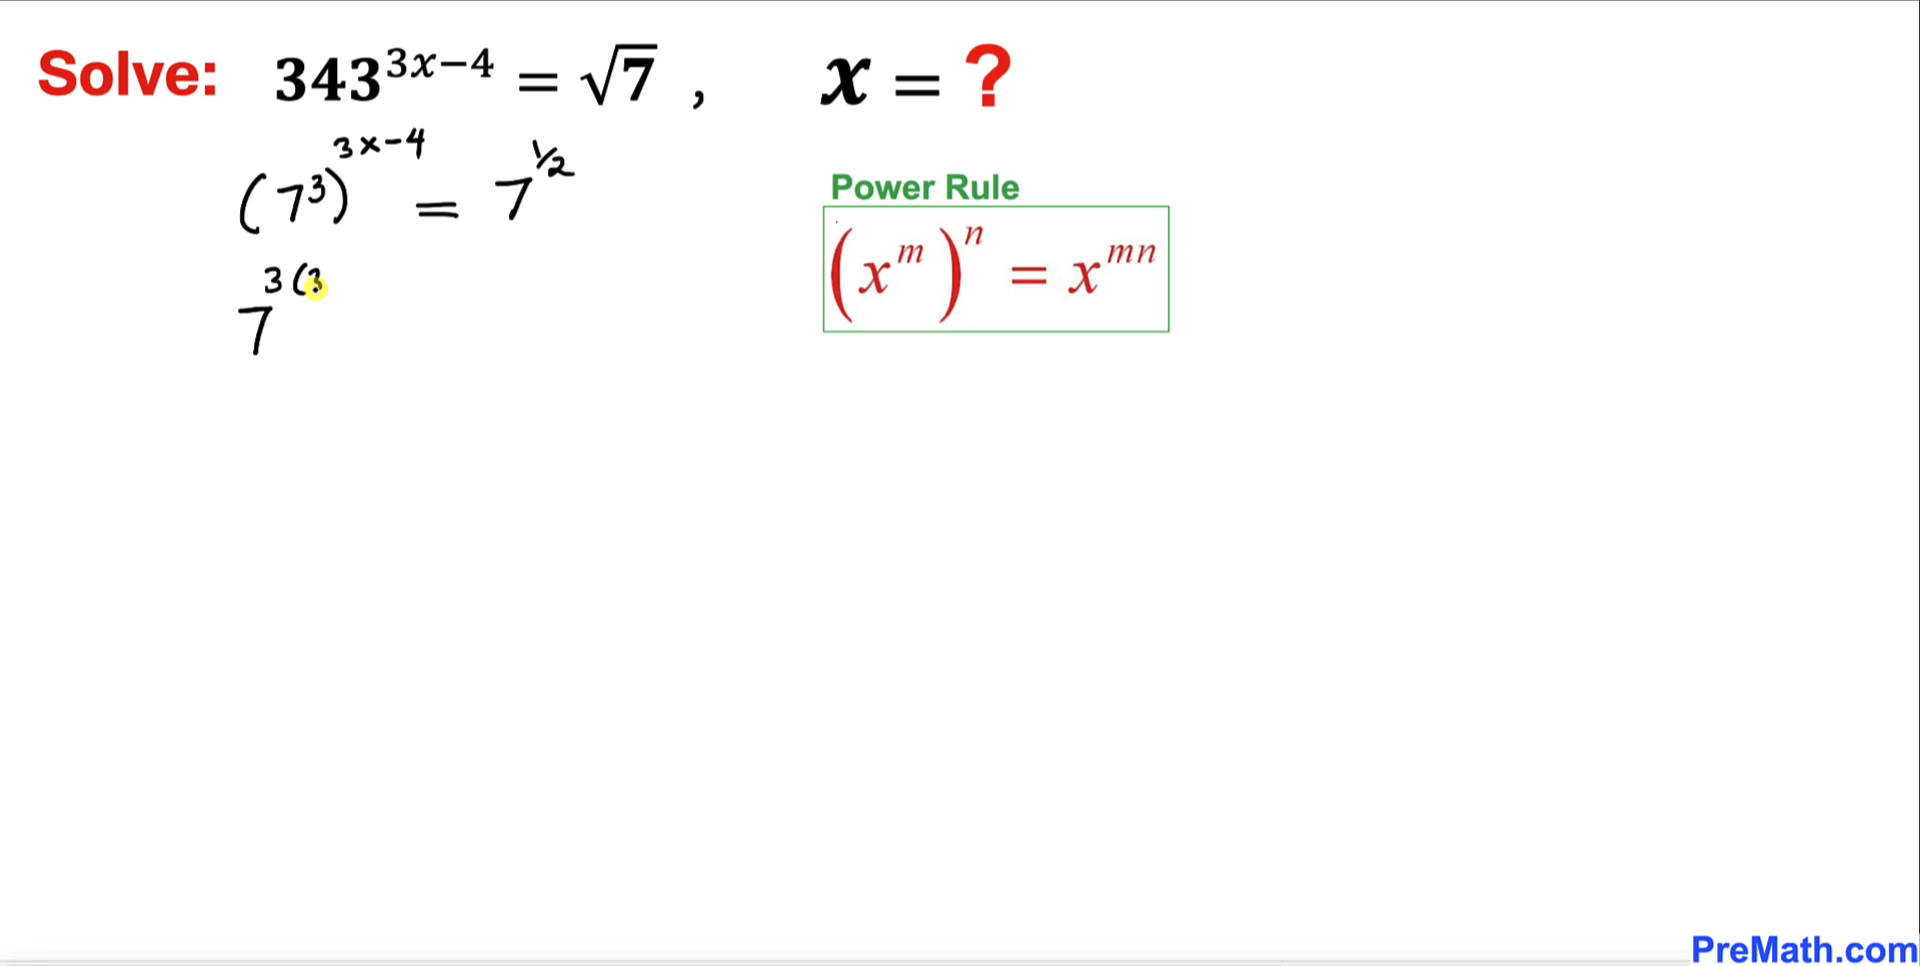 Solve: 343^{3x-4} = √7 , x = ?
(7^3)^{3x-4} = 7^{1/2}
Power Rule
(x^m)^n = x^{mn}
7^{3(3
PreMath.com